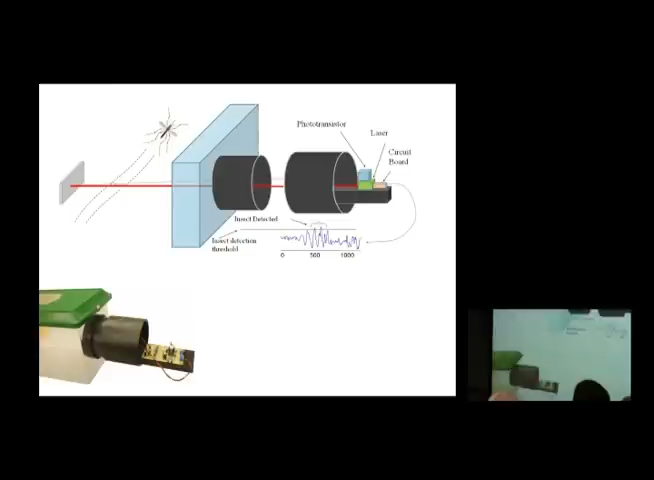 Phototransistor
Laser
Circuit
Board
Insect Detected
Insect detection
threshold
0 500 1000